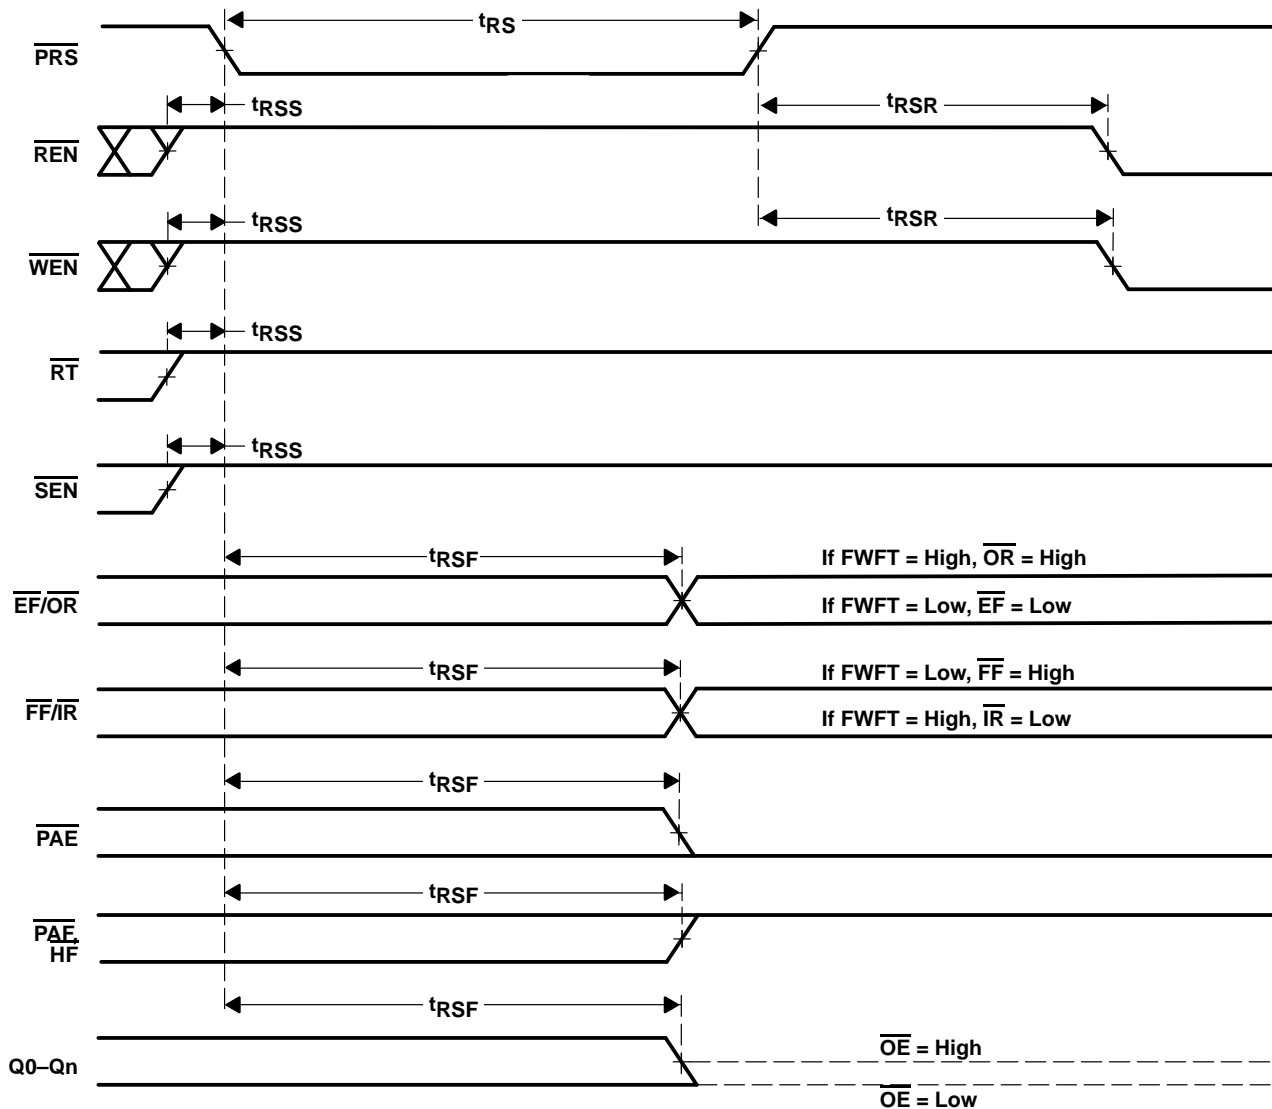 tRS
PRS
tRSS
tRSR
REN
tRSS
tRSR
WEN
tRSS
RT
tRSS
SEN
tRSF
If FWFT = High, OR = High
EF/OR
If FWFT = Low, EF = Low
tRSF
If FWFT = Low, FF = High
FF/IR
If FWFT = High, IR = Low
tRSF
PAE
tRSF
PAF,
HF
tRSF
OE = High
Q0–Qn
OE = Low